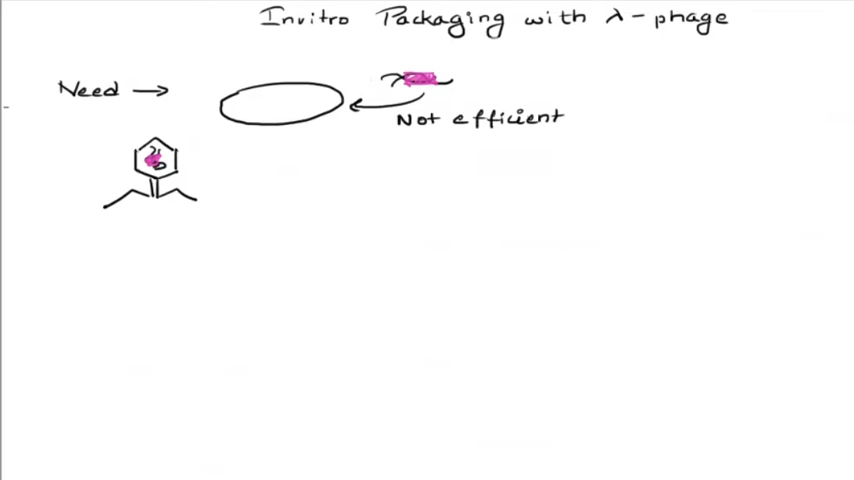 Invitro Packaging with λ-phage
Need →
Not efficient